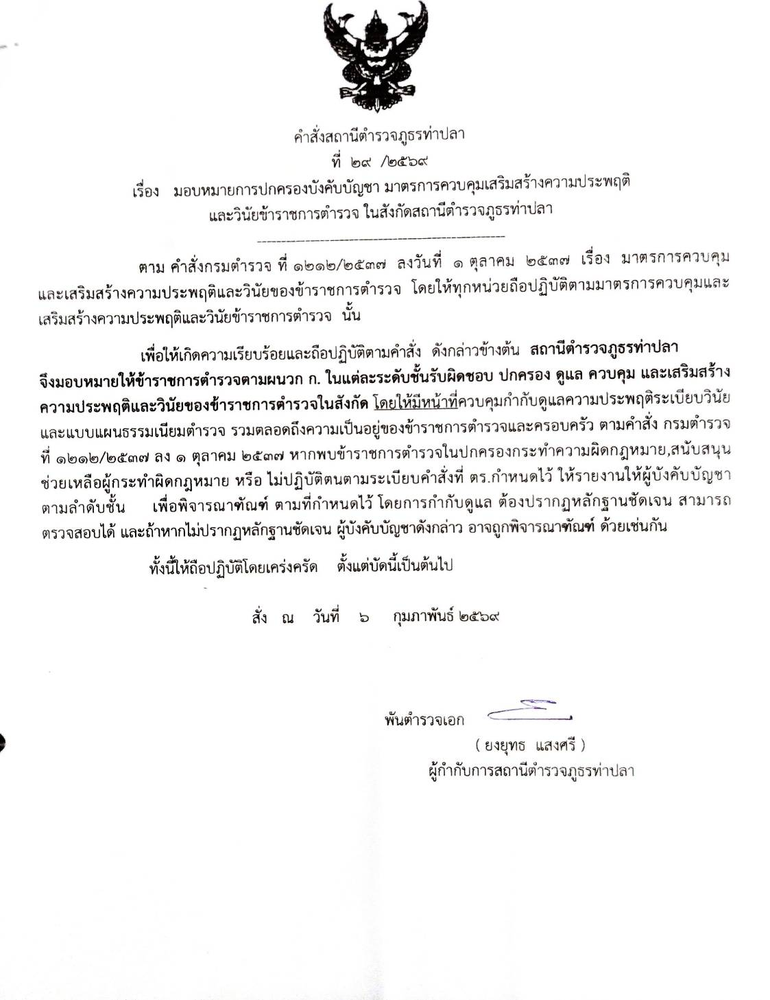 คำสั่งสถานีตำรวจภูธรท่าปลา
ที่ ๒๙ /๒๕๖๙
เรื่อง มอบหมายการปกครองบังคับบัญชา มาตรการควบคุมเสริมสร้างความประพฤติ
และวินัยข้าราชการตำรวจ ในสังกัดสถานีตำรวจภูธรท่าปลา
ตาม คำสั่งกรมตำรวจ ที่ ๑๒๑๒/๒๕๓๗ ลงวันที่ ๑ ตุลาคม ๒๕๓๗ เรื่อง มาตรการควบคุม
และเสริมสร้างความประพฤติและวินัยของข้าราชการตำรวจ โดยให้ทุกหน่วยถือปฏิบัติตามมาตรการควบคุมและ
เสริมสร้างความประพฤติและวินัยข้าราชการตำรวจ นั้น
เพื่อให้เกิดความเรียบร้อยและถือปฏิบัติตามคำสั่ง ดังกล่าวข้างต้น สถานีตำรวจภูธรท่าปลา
จึงมอบหมายให้ข้าราชการตำรวจตามผนวก ก. ในแต่ละระดับชั้นรับผิดชอบ ปกครอง ดูแล ควบคุม และเสริมสร้าง
ความประพฤติและวินัยของข้าราชการตำรวจในสังกัด โดยให้มีหน้าที่ควบคุมกำกับดูแลความประพฤติระเบียบวินัย
และแบบแผนธรรมเนียมตำรวจ รวมตลอดถึงความเป็นอยู่ของข้าราชการตำรวจและครอบครัว ตามคำสั่ง กรมตำรวจ
ที่ ๑๒๑๒/๒๕๓๗ ลง ๑ ตุลาคม ๒๕๓๗ หากพบข้าราชการตำรวจในปกครองกระทำความผิดกฎหมาย,สนับสนุน
ช่วยเหลือผู้กระทำผิดกฎหมาย หรือ ไม่ปฏิบัติตนตามระเบียบคำสั่งที่ ตร.กำหนดไว้ ให้รายงานให้ผู้บังคับบัญชา
ตามลำดับชั้น เพื่อพิจารณาทัณฑ์ ตามที่กำหนดไว้ โดยการกำกับดูแล ต้องปรากฏหลักฐานชัดเจน สามารถ
ตรวจสอบได้ และถ้าหากไม่ปรากฏหลักฐานชัดเจน ผู้บังคับบัญชาดังกล่าว อาจถูกพิจารณาทัณฑ์ ด้วยเช่นกัน
ทั้งนี้ให้ถือปฏิบัติโดยเคร่งครัด ตั้งแต่บัดนี้เป็นต้นไป
สั่ง ณ วันที่ ๖ กุมภาพันธ์ ๒๕๖๙
พันตำรวจเอก
( ยงยุทธ แสงศรี )
ผู้กำกับการสถานีตำรวจภูธรท่าปลา